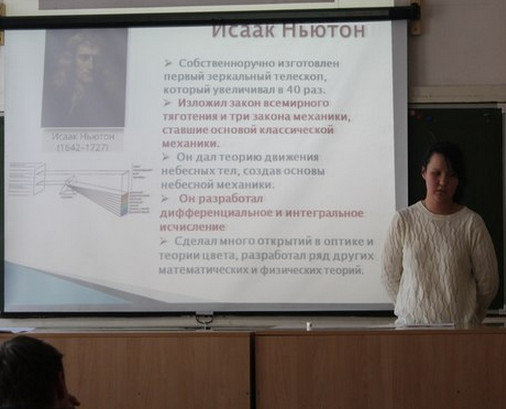 Исаак Ньютон
Исаак Ньютон
(1642-1727)
➢ Собственноручно изготовлен
первый зеркальный телескоп,
который увеличивал в 40 раз.
➢ Изложил закон всемирного
тяготения и три закона механики,
ставшие основой классической
механики.
➢ Он дал теорию движения
небесных тел, создав основы
небесной механики.
➢ Он разработал
дифференциальное и интегральное
исчисление
➢ Сделал много открытий в оптике и
теории цвета, разработал ряд других
математических и физических теорий.